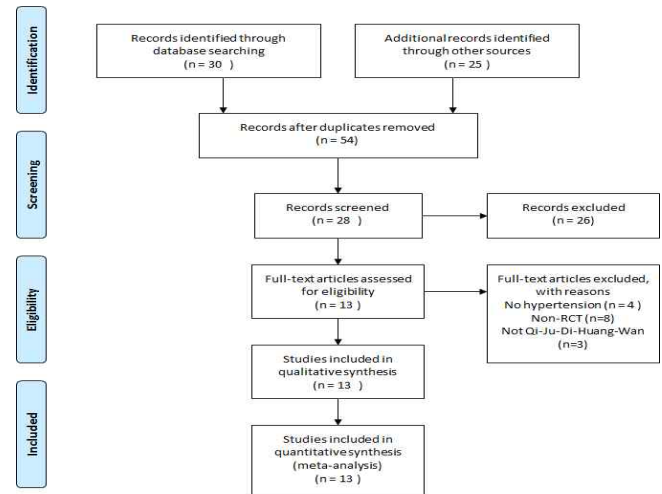 Identification
Records identified through
database searching
(n = 30   )
Additional records identified
through other sources
(n = 25 )
Records after duplicates removed
(n = 54)
Screening
Records screened
(n = 28   )
Records excluded
(n = 26)
Eligibility
Full-text articles assessed
for eligibility
(n = 13   )
Full-text articles excluded,
with reasons
No hypertension (n = 4 )
Non-RCT (n=8)
Not Qi-Ju-Di-Huang-Wan
(n=3)
Studies included in
qualitative synthesis
(n = 13   )
Included
Studies included in
quantitative synthesis
(meta-analysis)
(n = 13 )